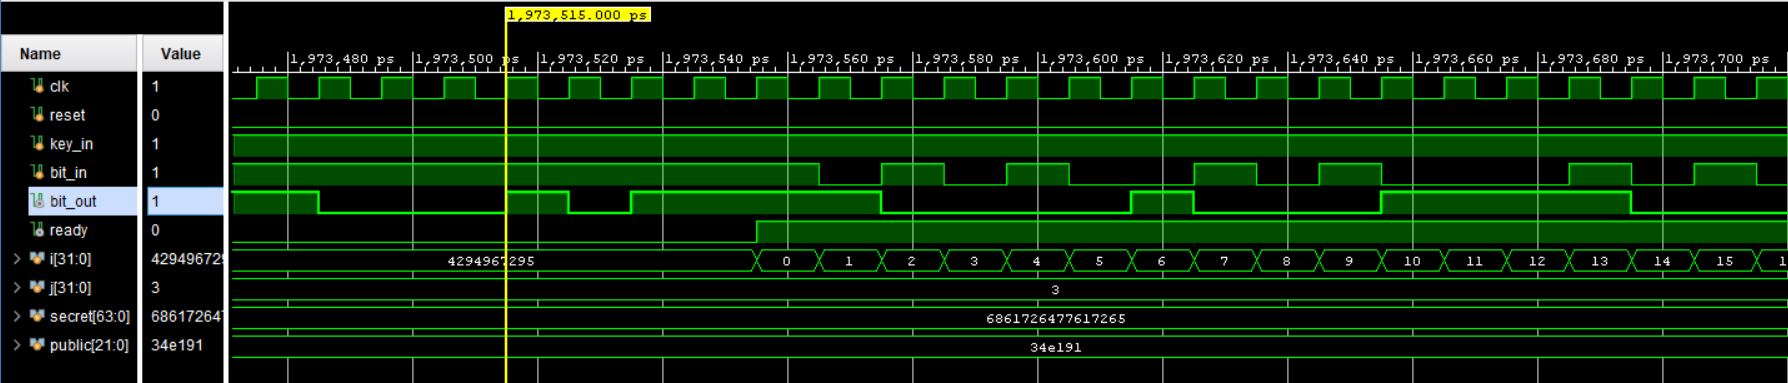 1,973,515.000 ps
Name Value
1,973,480 ps 1,973,500 ps 1,973,520 ps 1,973,540 ps 1,973,560 ps 1,973,580 ps 1,973,600 ps 1,973,620 ps 1,973,640 ps 1,973,660 ps 1,973,680 ps 1,973,700 ps
clk 1
reset 0
key_in 1
bit_in 1
bit_out 1
ready 0
i[31:0] 429496729 4294967295 0 1 2 3 4 5 6 7 8 9 10 11 12 13 14 15 1
j[31:0] 3 3
secret[63:0] 686172647 6861726477617265
public[21:0] 34e191 34e191